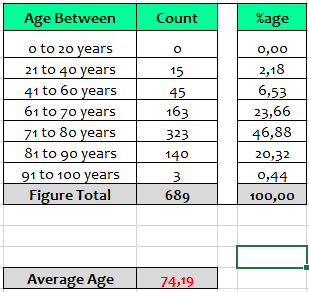 Age Between Count %age
0 to 20 years 0 0,00
21 to 40 years 15 2,18
41 to 60 years 45 6,53
61 to 70 years 163 23,66
71 to 80 years 323 46,88
81 to 90 years 140 20,32
91 to 100 years 3 0,44
Figure Total 689 100,00
Average Age 74,19